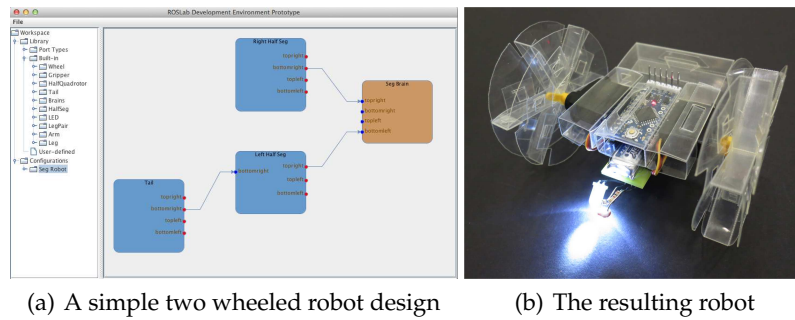 ROSLab Development Environment Prototype
File
Workspace
Library
Port Types
Built-In
Wheel
Gripper
HalfQuadrotor
Tail
Brains
HalfSeg
LED
LegPair
Arm
Leg
User-defined
Configurations
Seg Robot
Right Half Seg
topright
bottomright
topleft
bottomleft
Seg Brain
topright
bottomright
topleft
bottomleft
Left Half Seg
bottomright
topright
topleft
bottomleft
Tail
topright
bottomright
topleft
bottomleft
(a) A simple two wheeled robot design
(b) The resulting robot